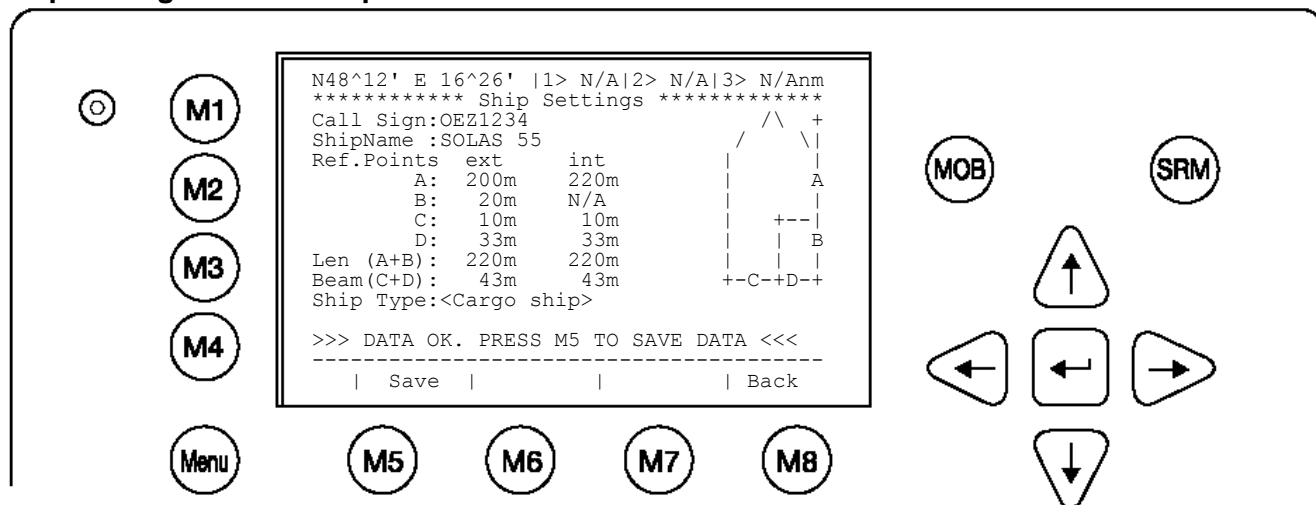 N48^12' E 16^26' |1> N/A|2> N/A|3> N/Anm
************ Ship Settings *************
Call Sign:OEZ1234 /\ +
ShipName :SOLAS 55 / \|
Ref.Points ext int | |
A: 200m 220m | A
B: 20m N/A | |
C: 10m 10m | +--|
D: 33m 33m | | B
Len (A+B): 220m 220m | | |
Beam(C+D): 43m 43m +-C-+D-+
Ship Type:<Cargo ship>
>>> DATA OK. PRESS M5 TO SAVE DATA <<<
----------------------------------------
| Save | | | Back
M1
M2
M3
M4
Menu
M5
M6
M7
M8
MOB
SRM